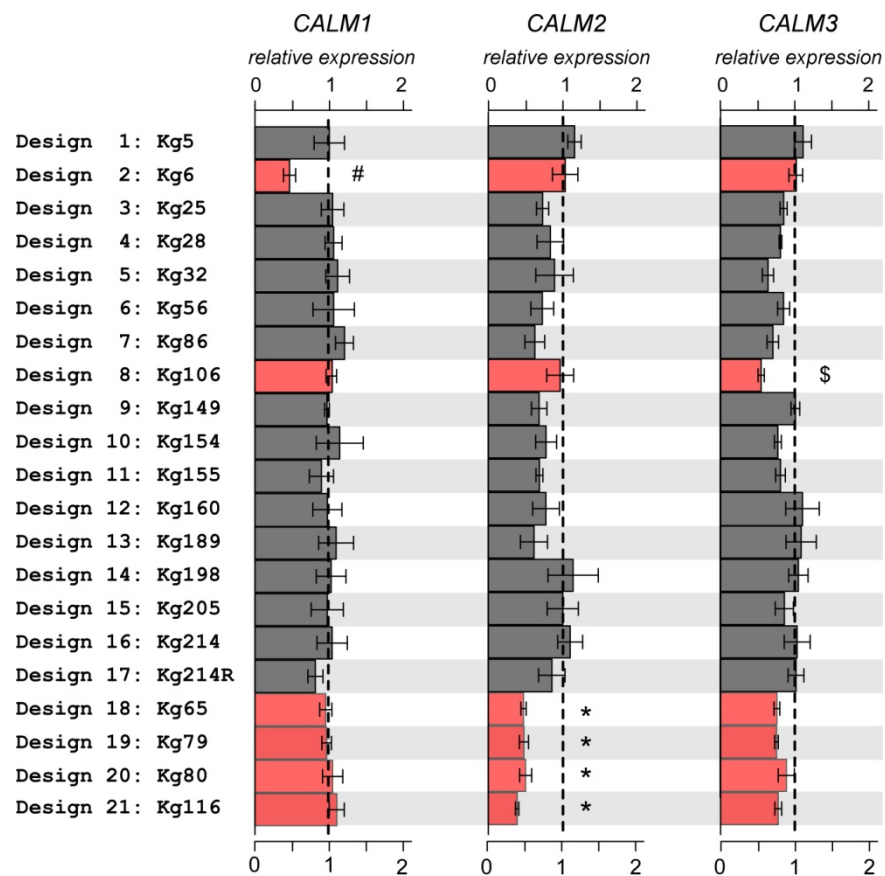 CALM1 CALM2 CALM3
relative expression relative expression relative expression
0 1 2 0 1 2 0 1 2
Design 1: Kg5
Design 2: Kg6 #
Design 3: Kg25
Design 4: Kg28
Design 5: Kg32
Design 6: Kg56
Design 7: Kg86
Design 8: Kg106 $
Design 9: Kg149
Design 10: Kg154
Design 11: Kg155
Design 12: Kg160
Design 13: Kg189
Design 14: Kg198
Design 15: Kg205
Design 16: Kg214
Design 17: Kg214R
Design 18: Kg65 *
Design 19: Kg79 *
Design 20: Kg80 *
Design 21: Kg116 *
0 1 2 0 1 2 0 1 2